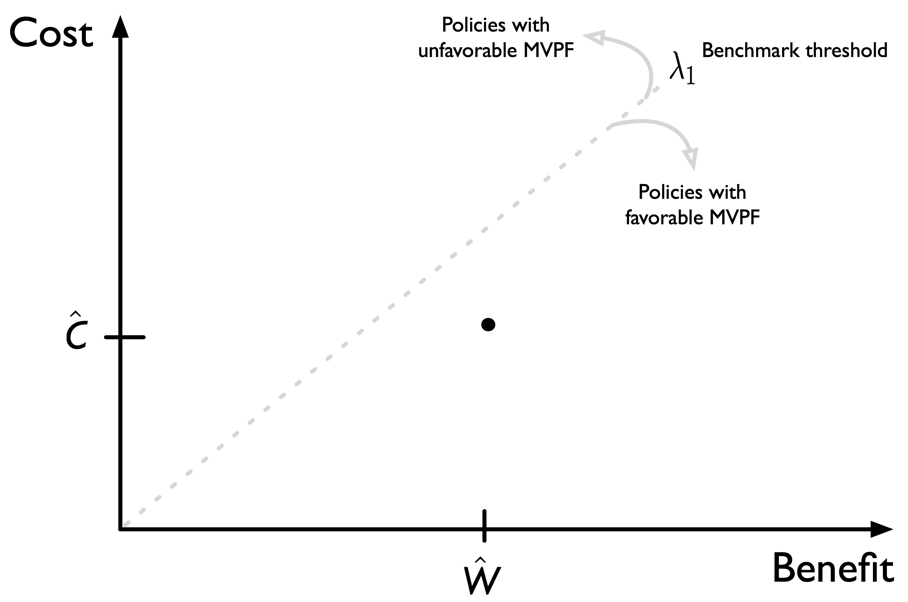 Cost
Policies with
unfavorable MVPF
λ₁
Benchmark threshold
Policies with
favorable MVPF
Ĉ
Ŵ
Benefit